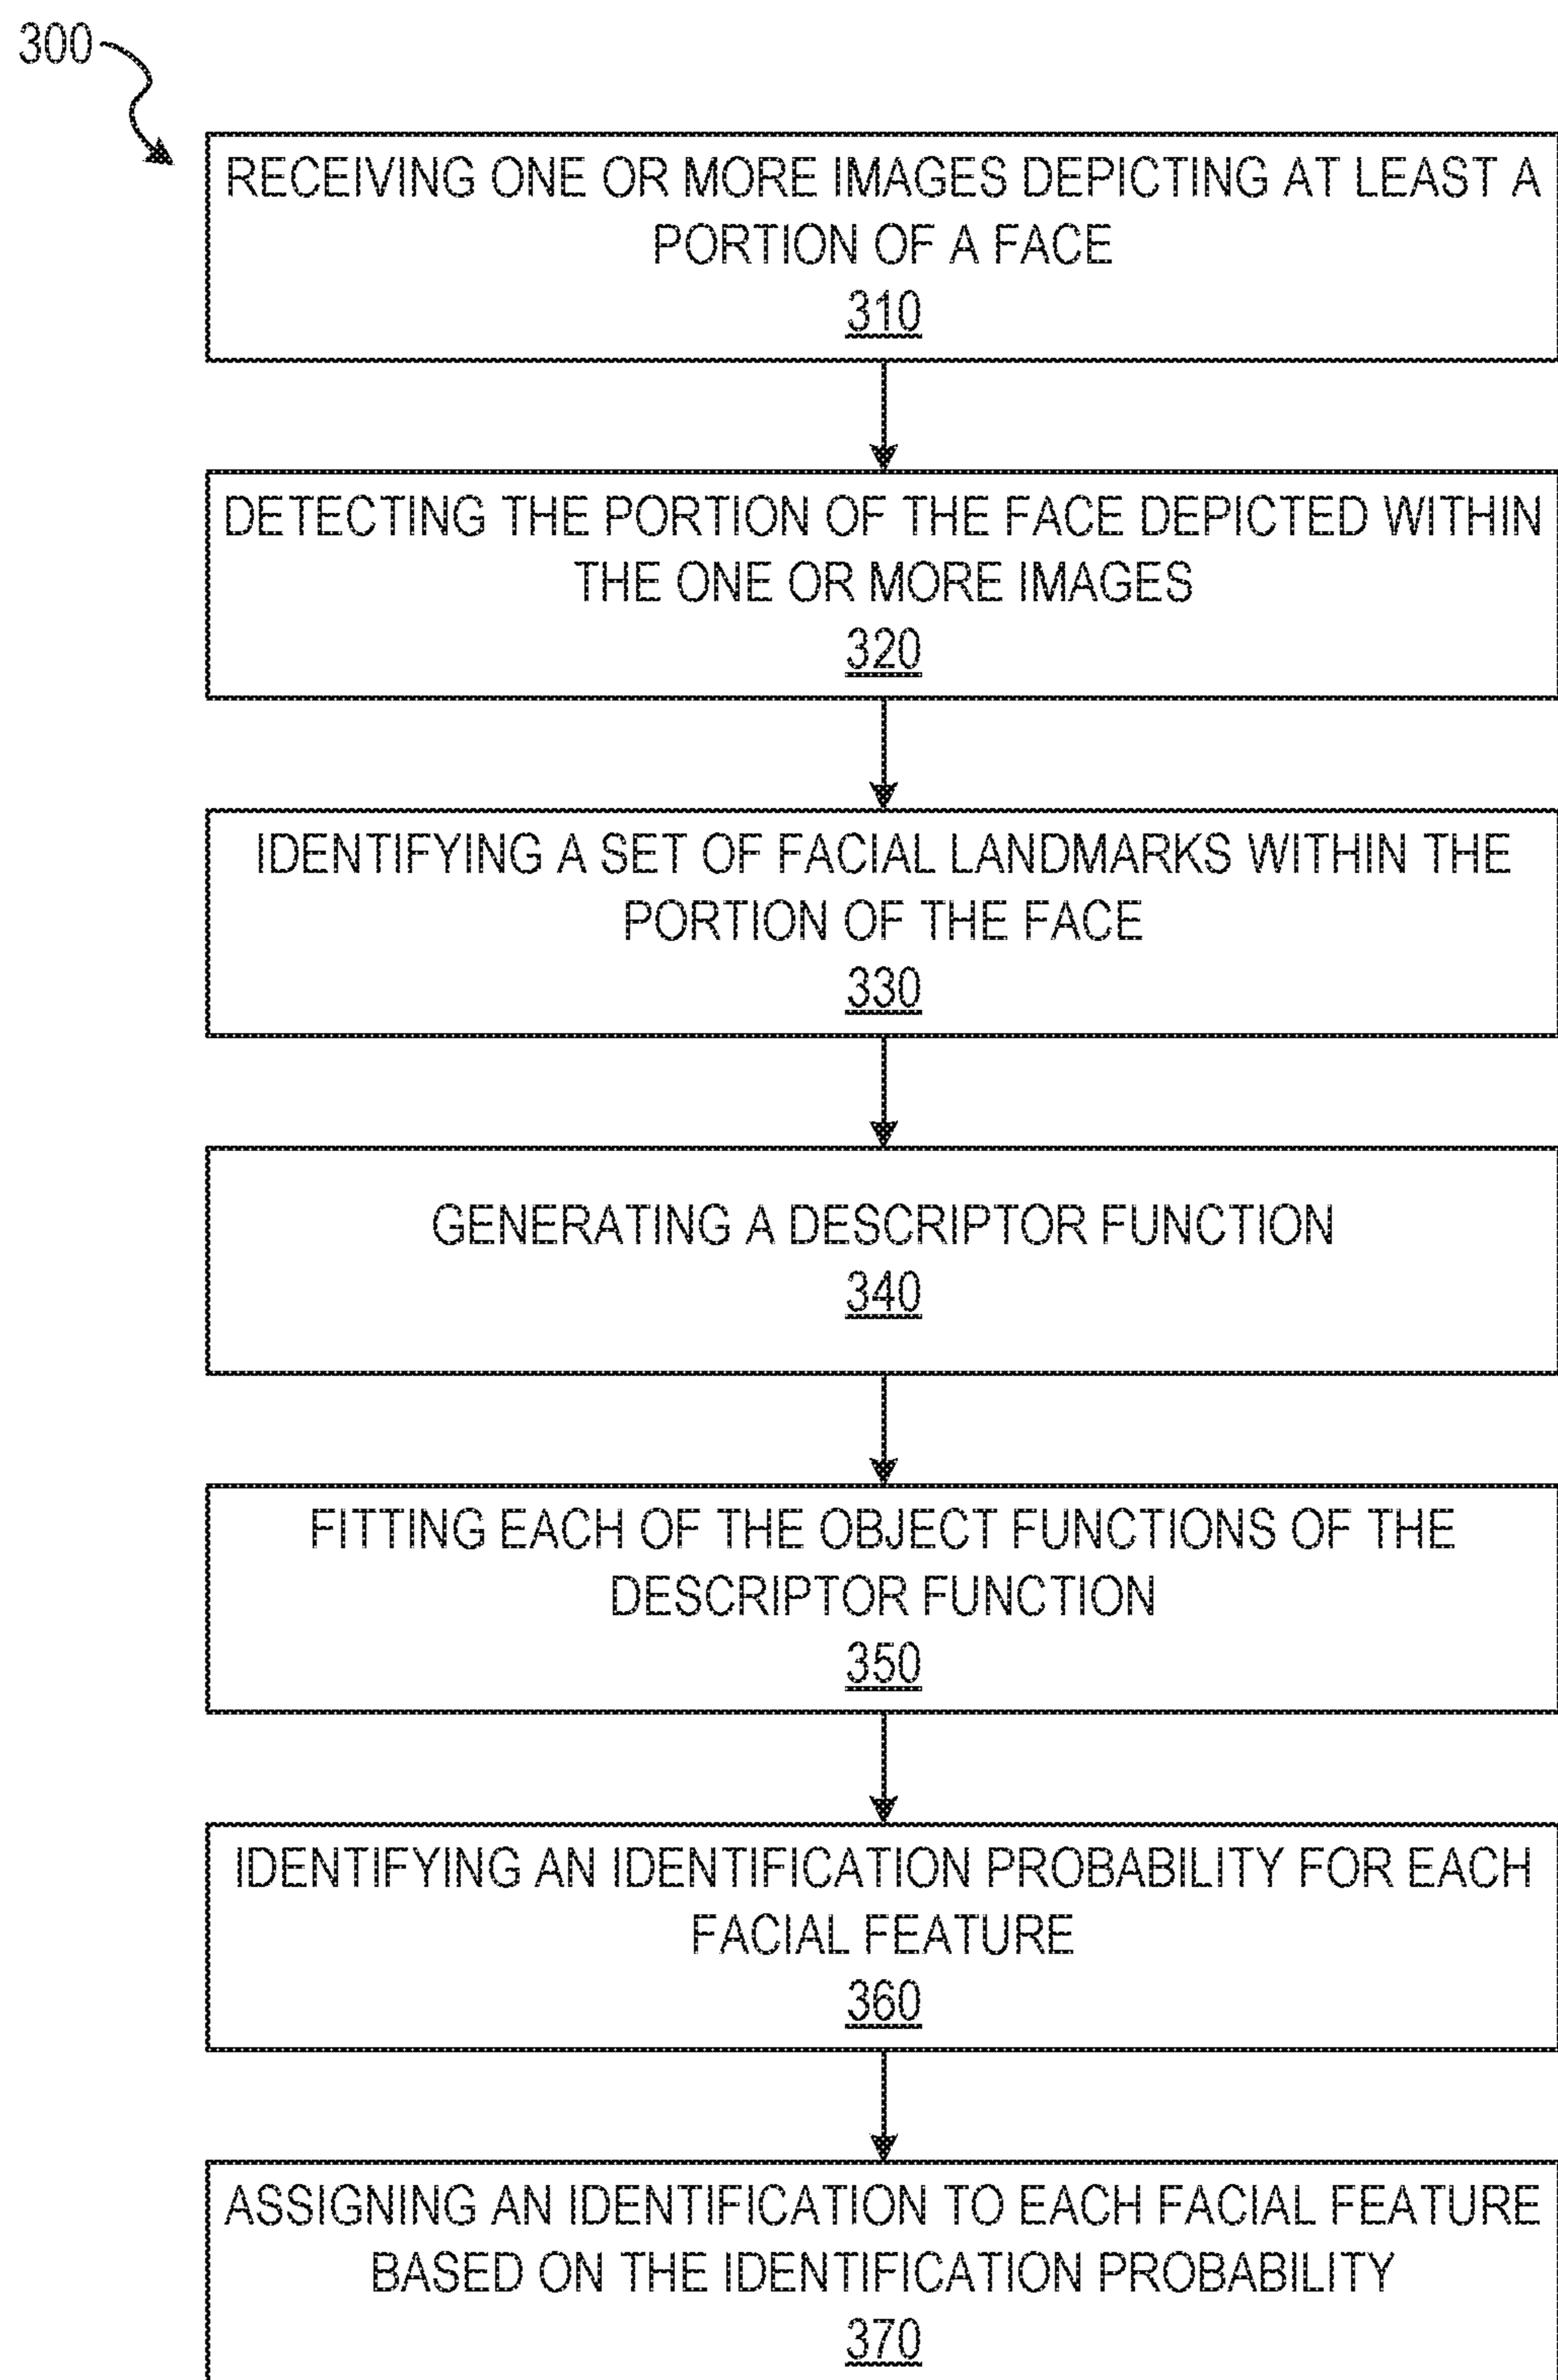 300
RECEIVING ONE OR MORE IMAGES DEPICTING AT LEAST A
PORTION OF A FACE
310
DETECTING THE PORTION OF THE FACE DEPICTED WITHIN
THE ONE OR MORE IMAGES
320
IDENTIFYING A SET OF FACIAL LANDMARKS WITHIN THE
PORTION OF THE FACE
330
GENERATING A DESCRIPTOR FUNCTION
340
FITTING EACH OF THE OBJECT FUNCTIONS OF THE
DESCRIPTOR FUNCTION
350
IDENTIFYING AN IDENTIFICATION PROBABILITY FOR EACH
FACIAL FEATURE
360
ASSIGNING AN IDENTIFICATION TO EACH FACIAL FEATURE
BASED ON THE IDENTIFICATION PROBABILITY
370